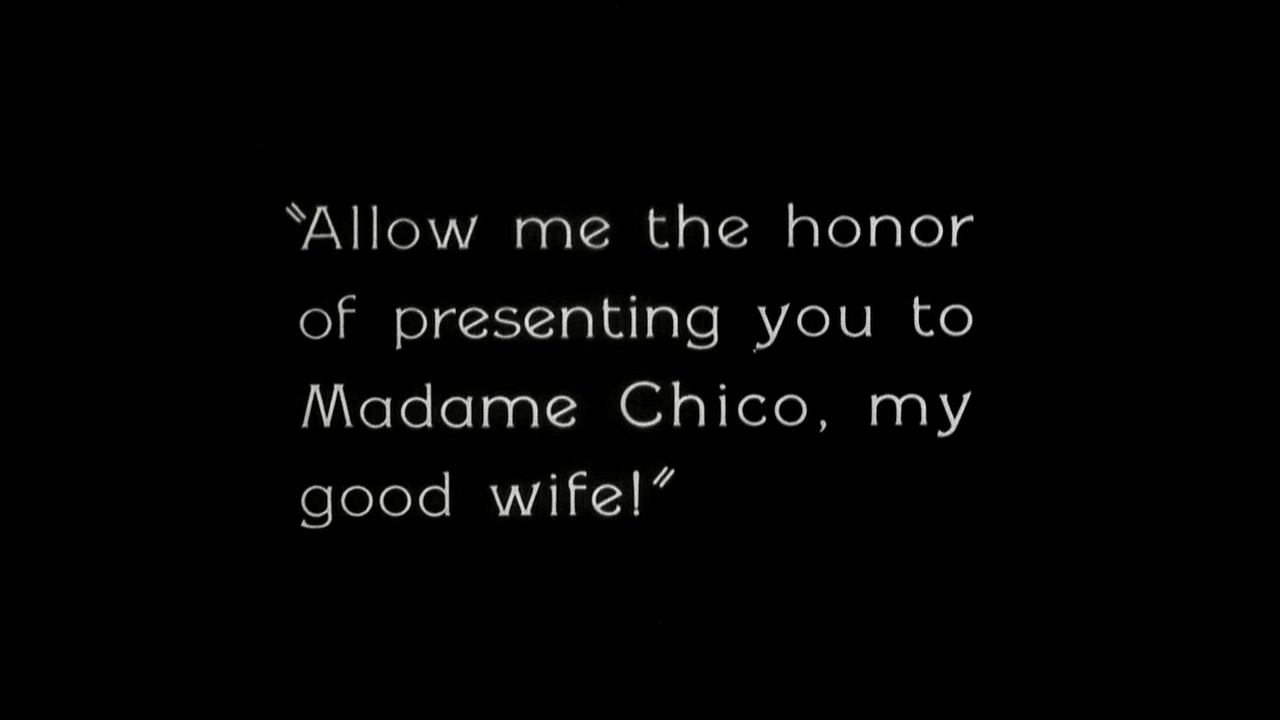 “Allow me the honor
of presenting you to
Madame Chico, my
good wife!”